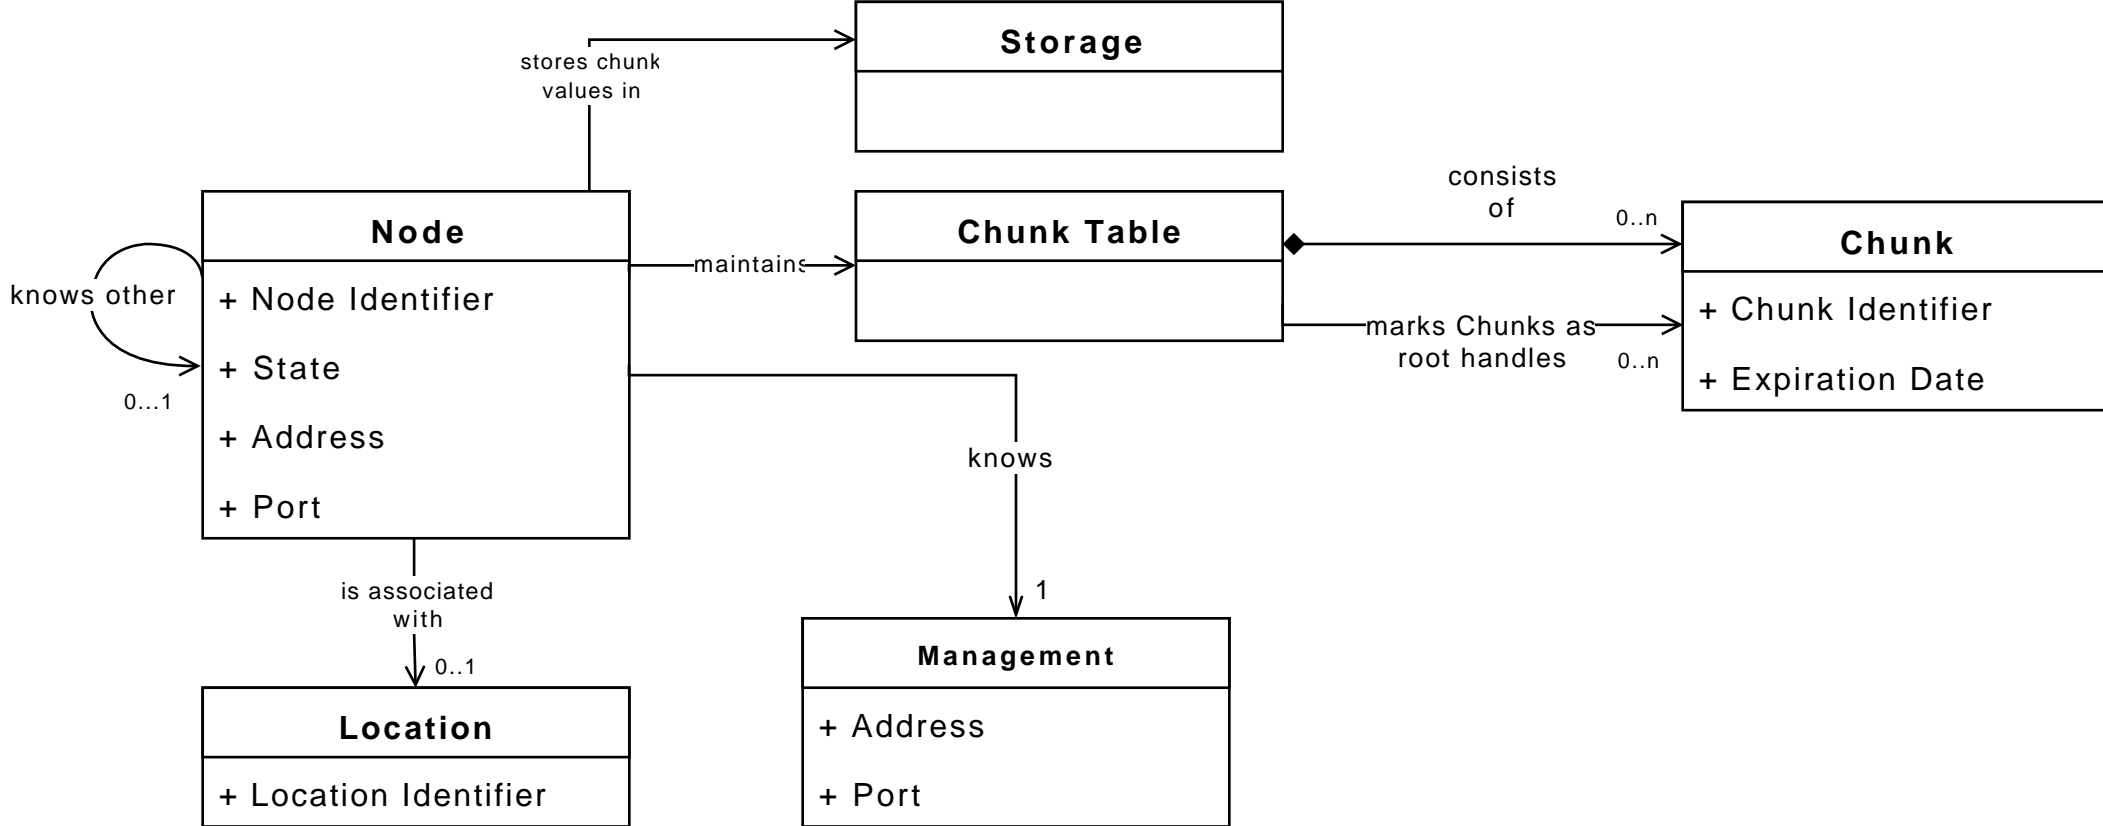 Storage
stores chunk
values in
Node
+ Node Identifier
+ State
+ Address
+ Port
knows other
0...1
maintains
Chunk Table
consists
of
0..n
marks Chunks as
root handles
0..n
Chunk
+ Chunk Identifier
+ Expiration Date
knows
1
is associated
with
0..1
Location
+ Location Identifier
Management
+ Address
+ Port